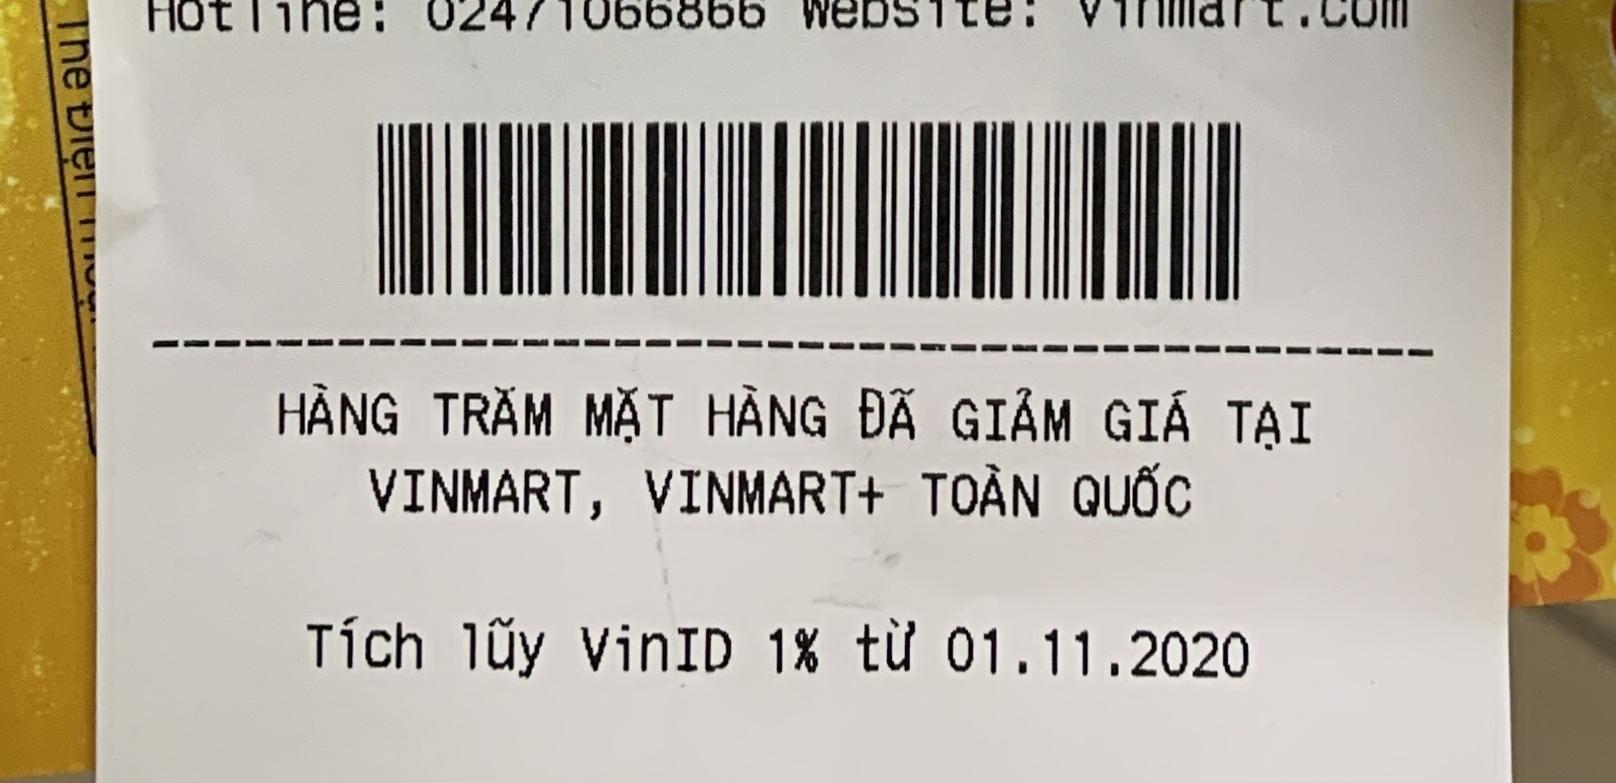 Hotline: 02471066866 Website: vinmart.com
HÀNG TRĂM MẶT HÀNG ĐÃ GIẢM GIÁ TẠI
VINMART, VINMART+ TOÀN QUỐC
Tích lũy VinID 1% từ 01.11.2020
Thẻ Điện Thoại